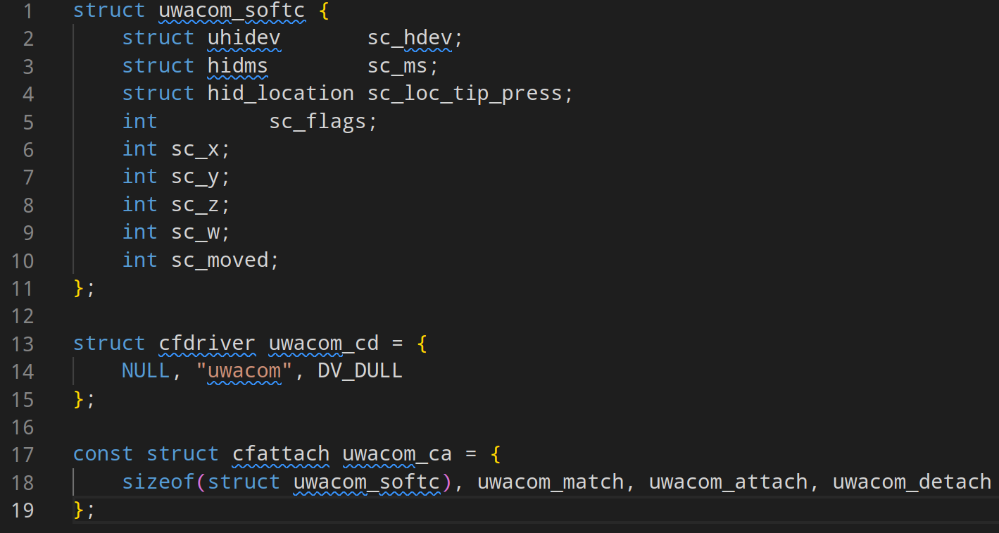 1 struct uwacom_softc {
2 struct uhidev sc_hdev;
3 struct hidms sc_ms;
4 struct hid_location sc_loc_tip_press;
5 int sc_flags;
6 int sc_x;
7 int sc_y;
8 int sc_z;
9 int sc_w;
10 int sc_moved;
11 };
12
13 struct cfdriver uwacom_cd = {
14 NULL, "uwacom", DV_DULL
15 };
16
17 const struct cfattach uwacom_ca = {
18 sizeof(struct uwacom_softc), uwacom_match, uwacom_attach, uwacom_detach
19 };